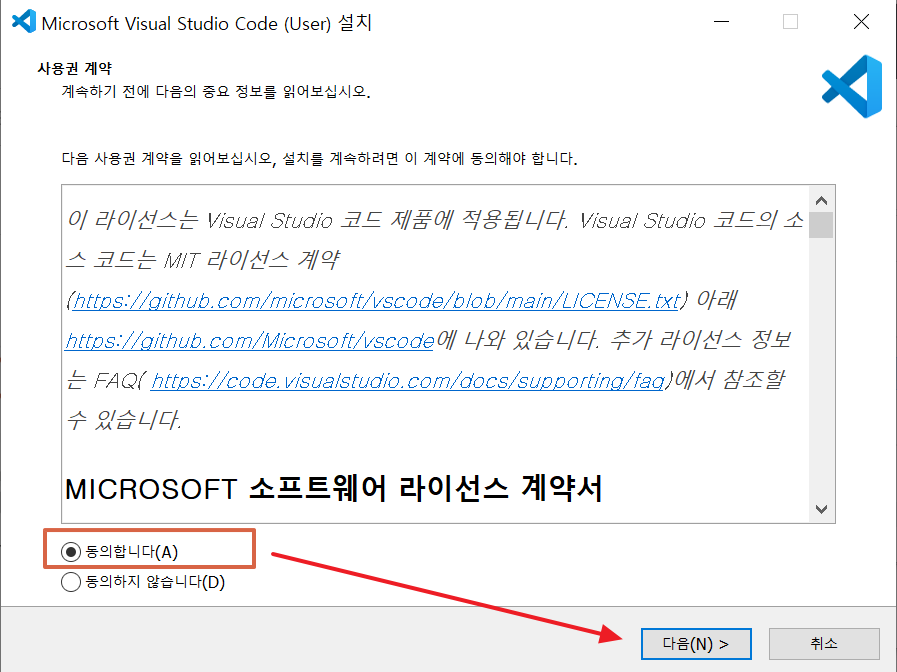 Microsoft Visual Studio Code (User) 설치
사용권 계약
계속하기 전에 다음의 중요 정보를 읽어보십시오.
다음 사용권 계약을 읽어보십시오, 설치를 계속하려면 이 계약에 동의해야 합니다.
이 라이선스는 Visual Studio 코드 제품에 적용됩니다. Visual Studio 코드의 소
스 코드는 MIT 라이선스 계약
(https://github.com/microsoft/vscode/blob/main/LICENSE.txt) 아래
https://github.com/Microsoft/vscode에 나와 있습니다. 추가 라이선스 정보
는 FAQ( https://code.visualstudio.com/docs/supporting/faq)에서 참조할
수 있습니다.
MICROSOFT 소프트웨어 라이선스 계약서
동의합니다(A)
동의하지 않습니다(D)
다음(N) >
취소